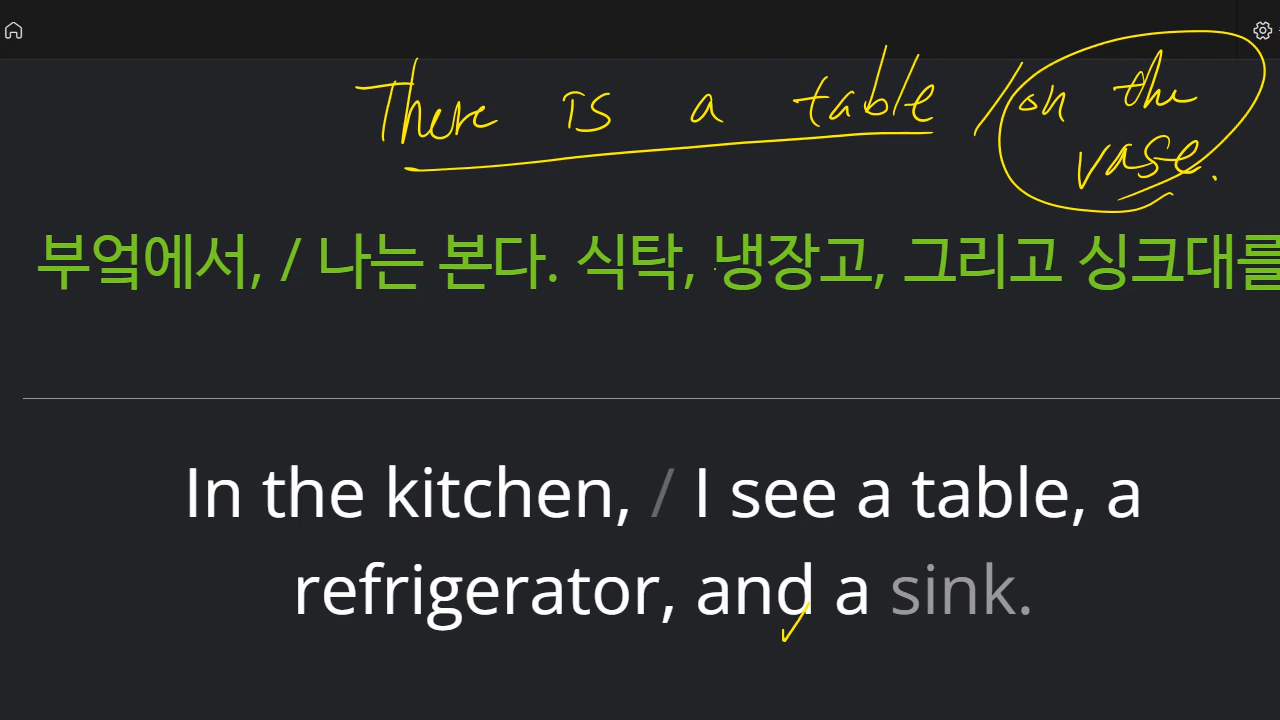 There is a table / on the
vase.
부엌에서, / 나는 본다. 식탁, 냉장고, 그리고 싱크대를
In the kitchen, / I see a table, a
refrigerator, and a sink.